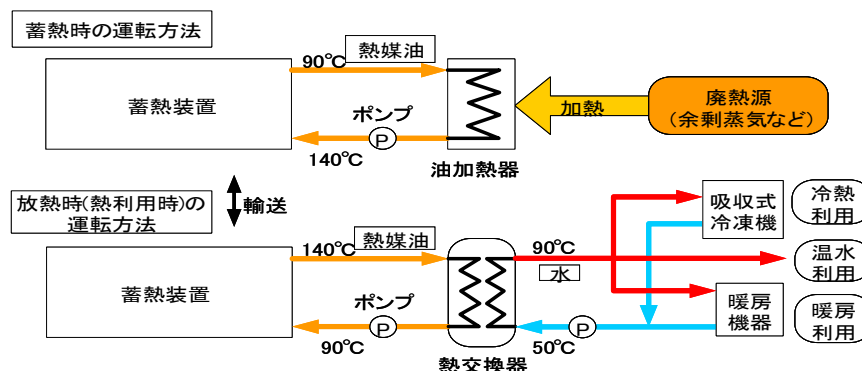 蓄熱時の運転方法
90℃
熱媒油
蓄熱装置
ポンプ
P
140℃
油加熱器
加熱
廃熱源
(余剰蒸気など)
輸送
放熱時(熱利用時)の
運転方法
140℃
熱媒油
蓄熱装置
ポンプ
P
90℃
熱交換器
90℃
水
P
50℃
吸収式
冷凍機
冷熱
利用
温水
利用
暖房
機器
暖房
利用